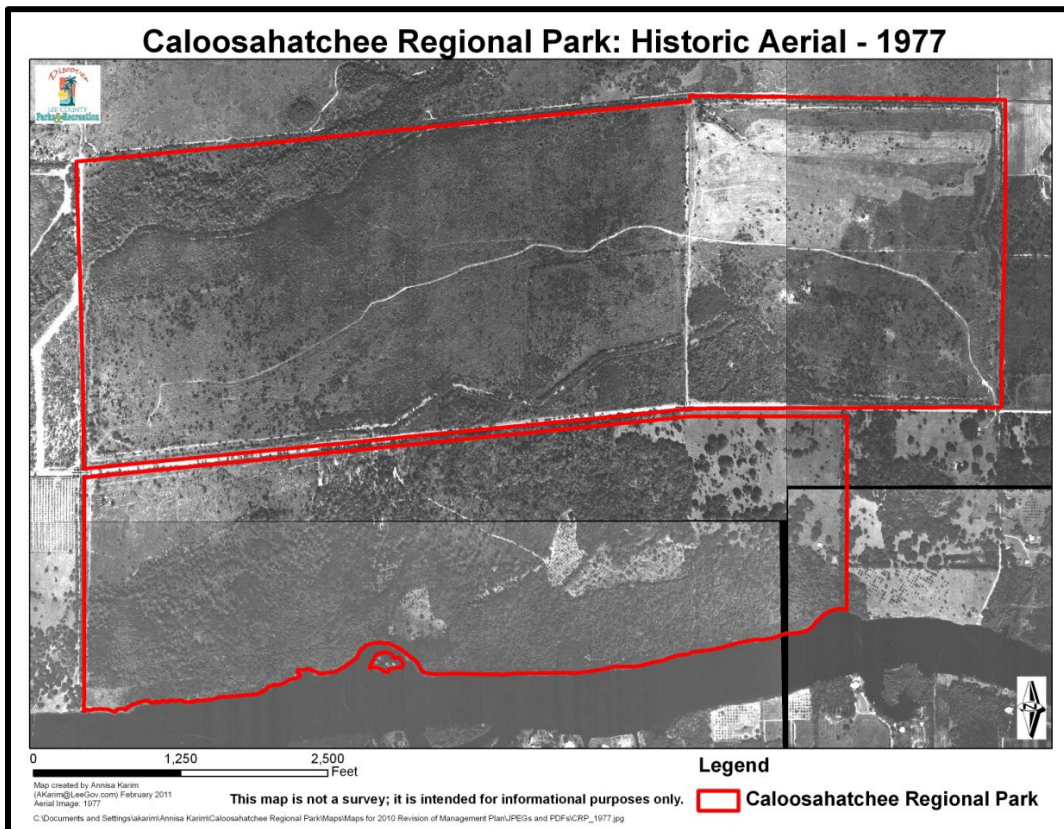 Caloosahatchee Regional Park: Historic Aerial - 1977
Discover
LEE COUNTY
Parks & Recreation
0 1,250 2,500
Feet
Map created by Annisa Karim
(AKarim@LeeGov.com) February 2011
Aerial Image: 1977
This map is not a survey; it is intended for informational purposes only.
Legend
Caloosahatchee Regional Park
C:\Documents and Settings\akarim\Annisa Karim\Caloosahatchee Regional Park\Maps\Maps for 2010 Revision of Management Plan\JPEGs and PDFs\CRP_1977.jpg